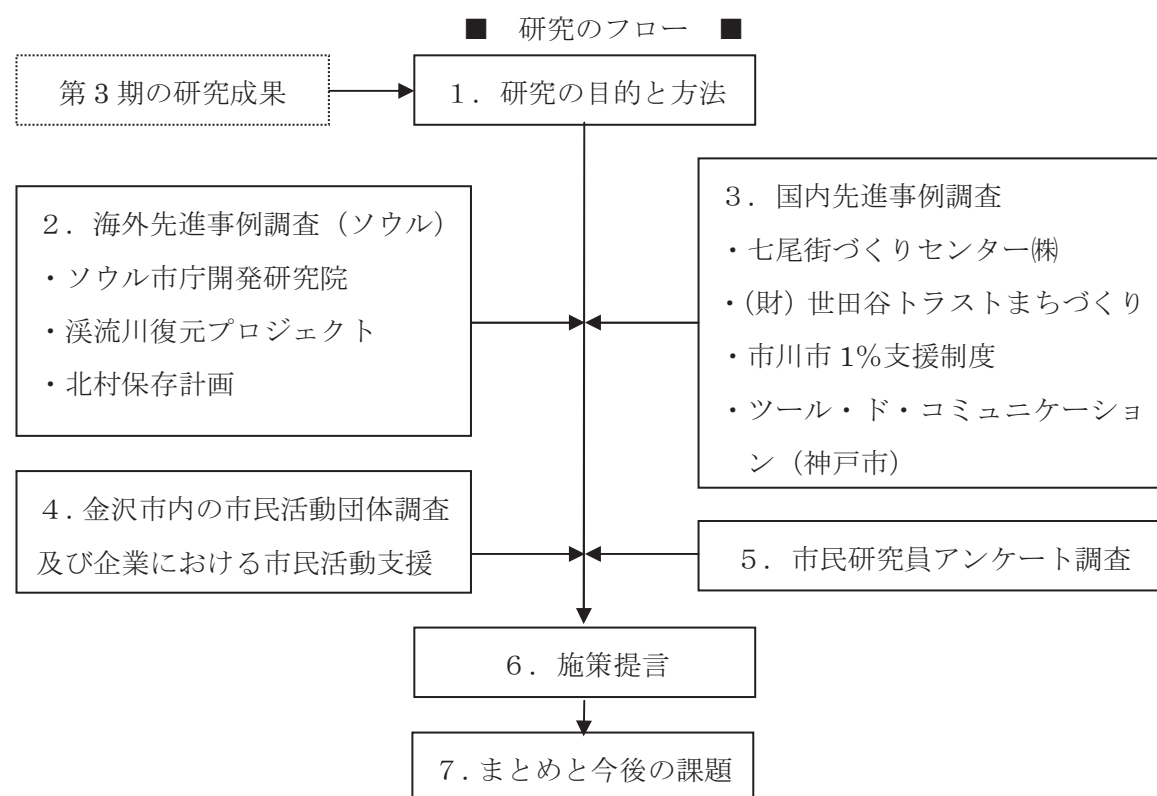 ■ 研究のフロー ■
第3期の研究成果
1．研究の目的と方法
2．海外先進事例調査（ソウル）
・ソウル市庁開発研究院
・渓流川復元プロジェクト
・北村保存計画
3．国内先進事例調査
・七尾街づくりセンター㈱
・(財) 世田谷トラストまちづくり
・市川市 1%支援制度
・ツール・ド・コミュニケーショ
ン（神戸市）
4．金沢市内の市民活動団体調査
及び企業における市民活動支援
5．市民研究員アンケート調査
6．施策提言
7．まとめと今後の課題